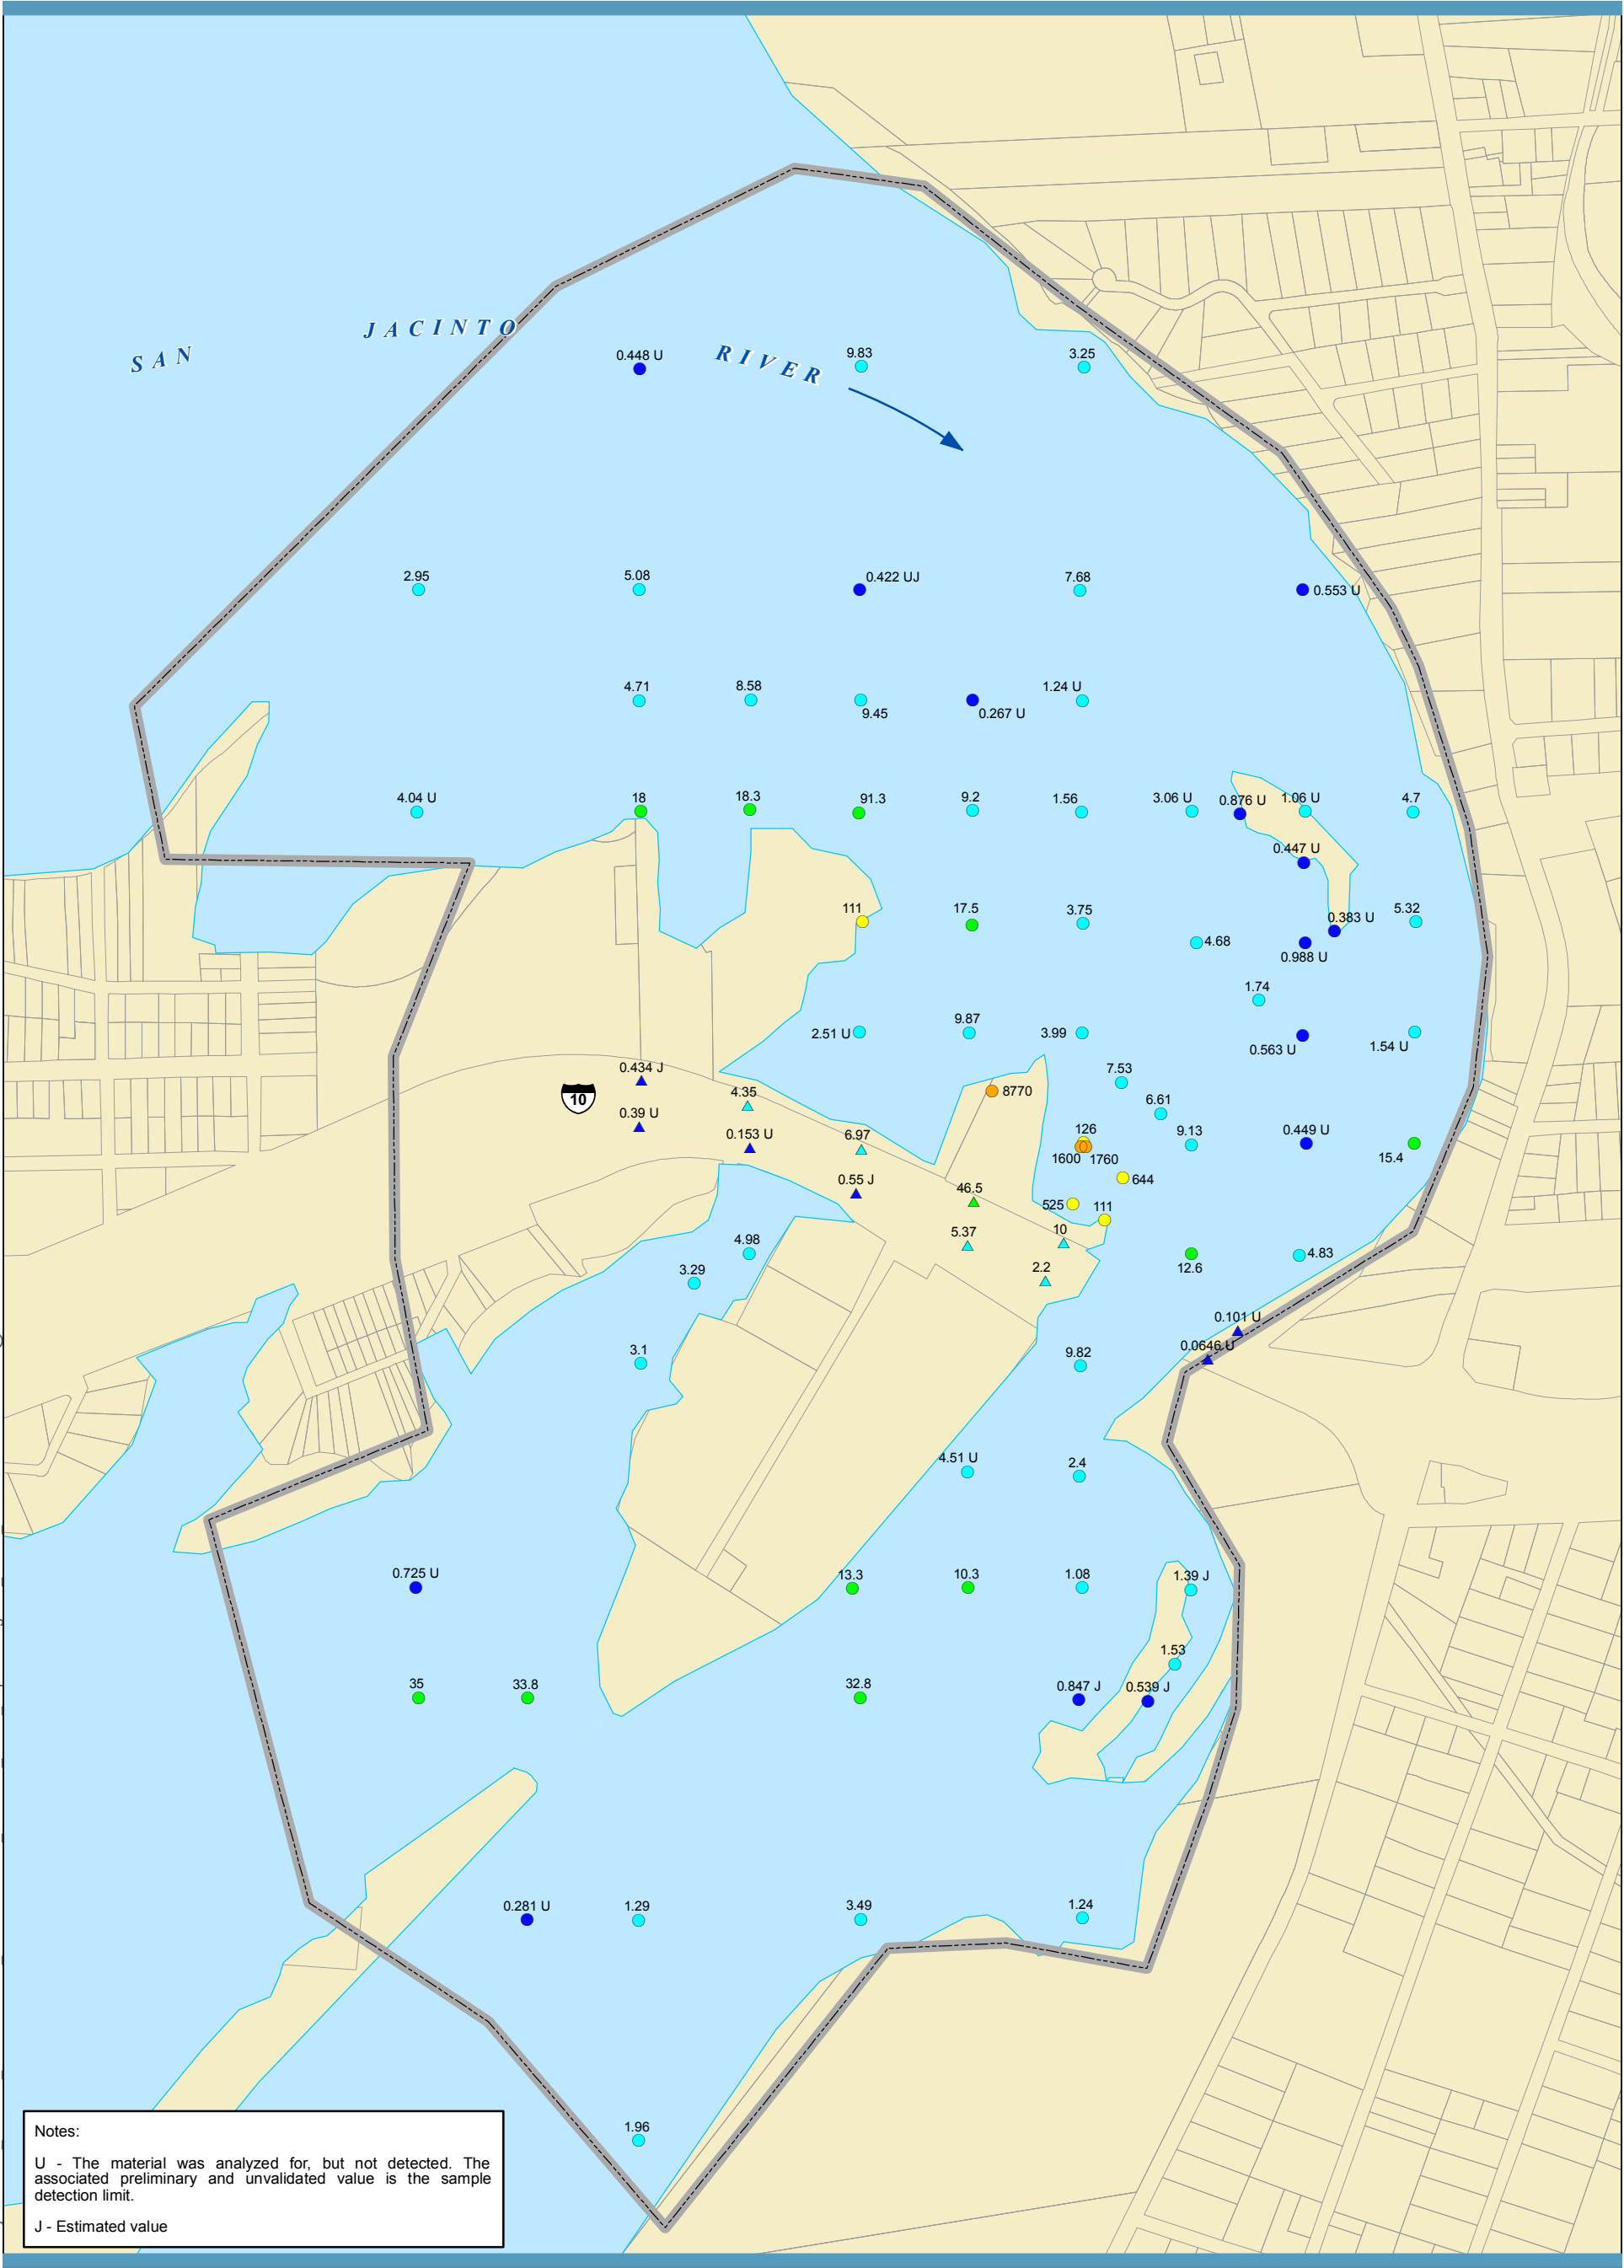 0.448 U
9.83
3.25
SAN
JACINTO
RIVER
2.95
5.08
0.422 UJ
7.68
0.553 U
4.71
8.58
9.45
0.267 U
1.24 U
4.04 U
18
18.3
91.3
9.2
1.56
3.06 U
0.876 U
1.06 U
4.7
0.447 U
111
17.5
3.75
4.68
0.383 U
5.32
0.988 U
1.74
2.51 U
9.87
3.99
0.563 U
1.54 U
0.434 J
10
4.35
8770
7.53
6.61
0.39 U
0.153 U
6.97
126
1600
1760
9.13
0.449 U
15.4
0.55 J
46.5
525
644
111
5.37
10
12.6
4.83
4.98
3.29
2.2
0.101 U
0.0646 U
3.1
9.82
4.51 U
2.4
0.725 U
13.3
10.3
1.08
1.39 J
1.53
35
33.8
32.8
0.847 J
0.539 J
0.281 U
1.29
3.49
1.24
1.96
Notes:
U - The material was analyzed for, but not detected. The
associated preliminary and unvalidated value is the sample
detection limit.
J - Estimated value